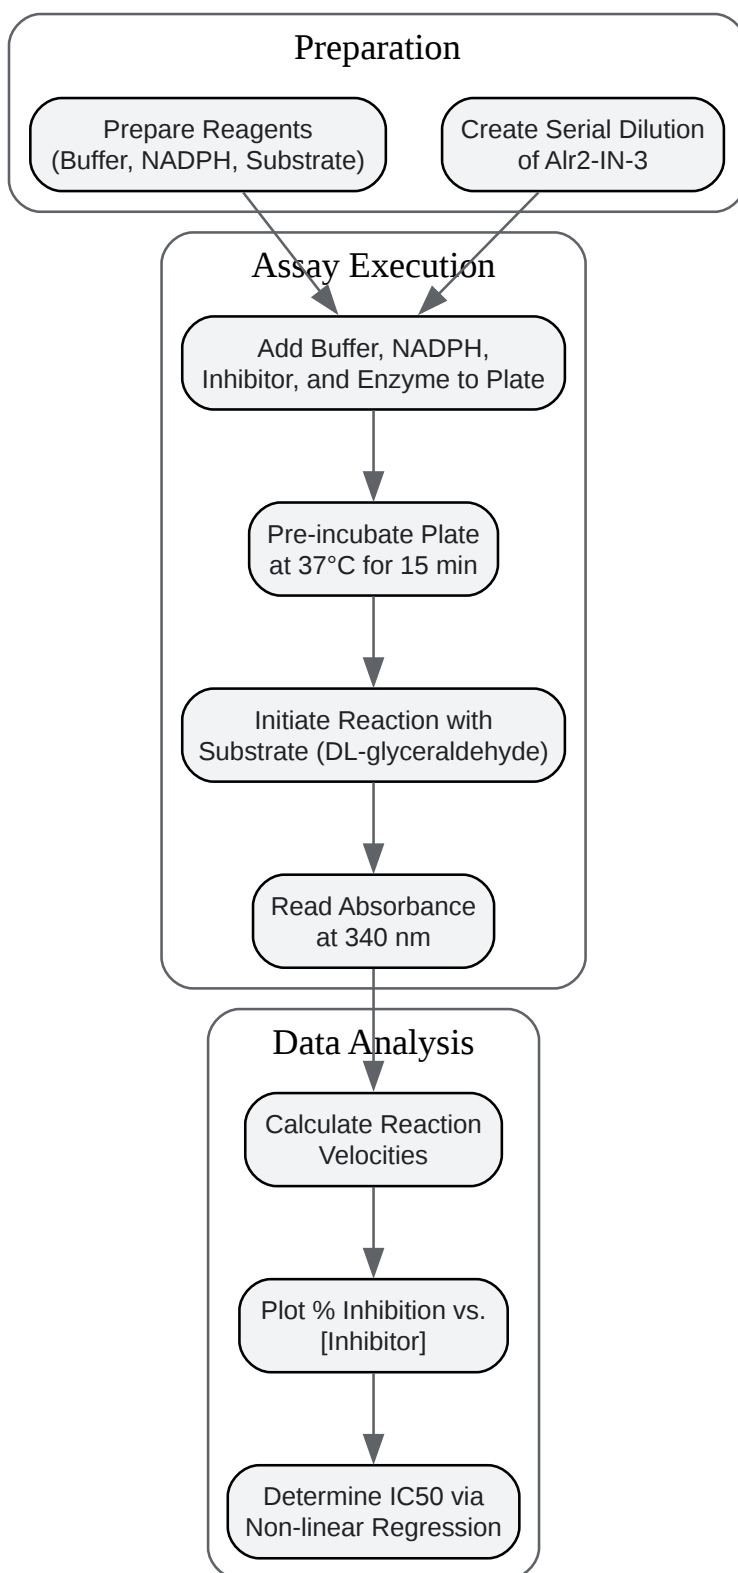 Preparation
Prepare Reagents
(Buffer, NADPH, Substrate)
Create Serial Dilution
of Alr2-IN-3
Assay Execution
Add Buffer, NADPH,
Inhibitor, and Enzyme to Plate
Pre-incubate Plate
at 37°C for 15 min
Initiate Reaction with
Substrate (DL-glyceraldehyde)
Read Absorbance
at 340 nm
Data Analysis
Calculate Reaction
Velocities
Plot % Inhibition vs.
[Inhibitor]
Determine IC50 via
Non-linear Regression